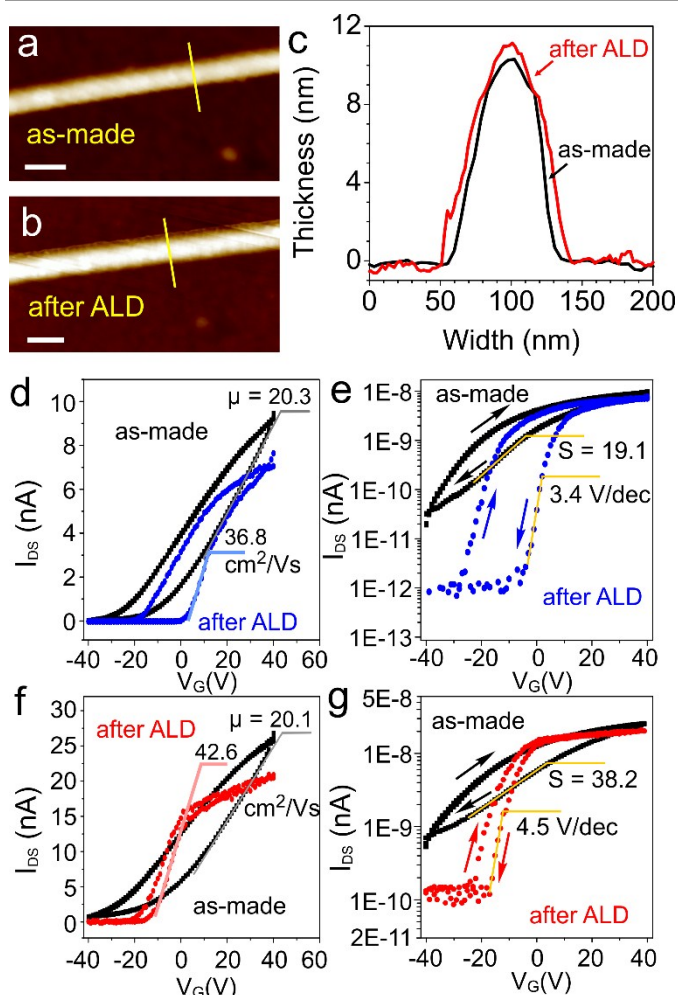 a
as-made
b
after ALD
c
12
8
4
0
Thickness (nm)
after ALD
as-made
0 50 100 150 200
Width (nm)
d
10
8
6
4
2
0
I_DS (nA)
μ = 20.3
as-made
36.8
cm²/Vs
after ALD
-40 -20 0 20 40 60
V_G(V)
e
1E-8
1E-9
1E-10
1E-11
1E-12
1E-13
I_DS (nA)
as-made
S = 19.1
3.4 V/dec
after ALD
-40 -20 0 20 40
V_G(V)
f
30
25
20
15
10
5
0
I_DS (nA)
after ALD
μ = 20.1
42.6
cm²/Vs
as-made
-40 -20 0 20 40 60
V_G(V)
g
5E-8
1E-8
1E-9
1E-10
2E-11
I_DS (nA)
as-made
S = 38.2
4.5 V/dec
after ALD
-40 -20 0 20 40
V_G(V)